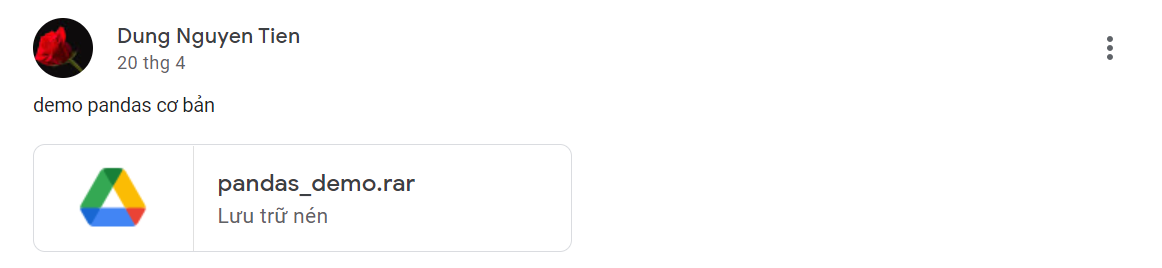 Dung Nguyen Tien
20 thg 4
demo pandas cơ bản
pandas_demo.rar
Lưu trữ nén